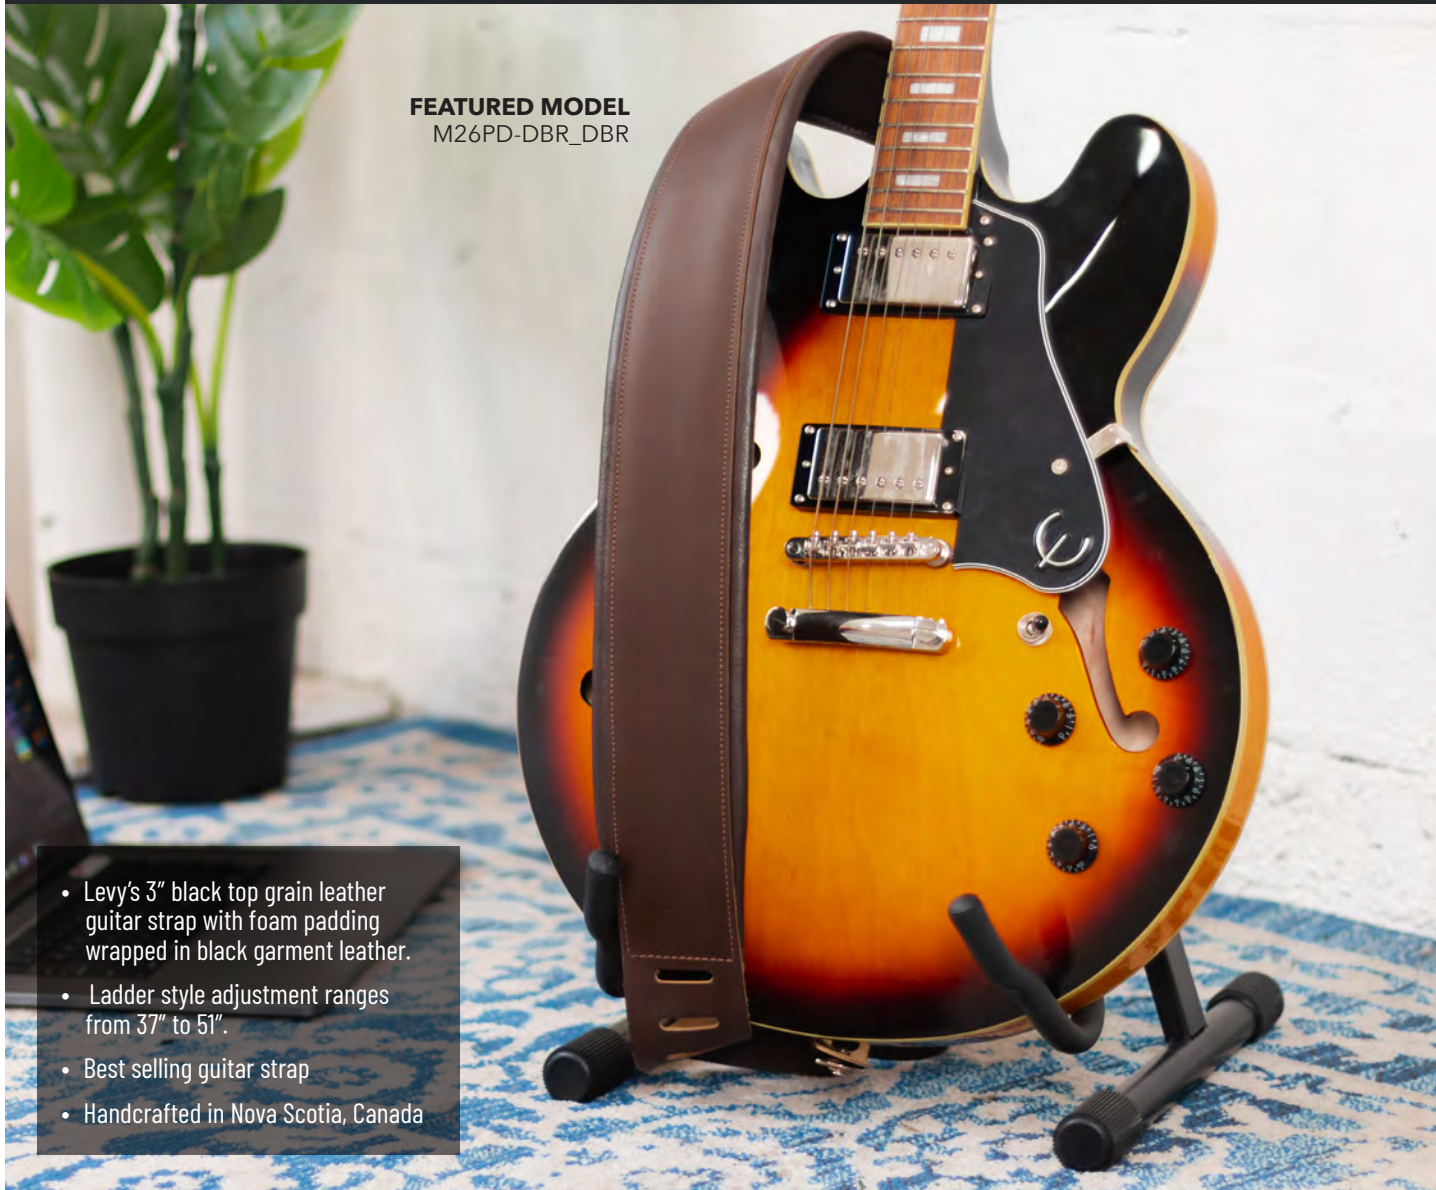 FEATURED MODEL
M26PD-DBR_DBR
• Levy’s 3” black top grain leather
guitar strap with foam padding
wrapped in black garment leather.
• Ladder style adjustment ranges
from 37” to 51”.
• Best selling guitar strap
• Handcrafted in Nova Scotia, Canada